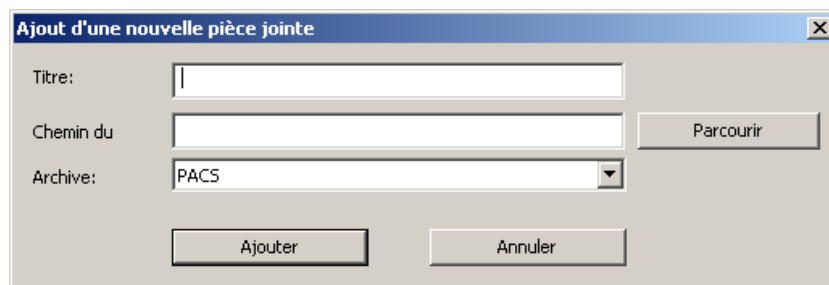 Ajout d'une nouvelle pièce jointe
Titre:
Chemin du
Parcourir
Archive:
PACS
Ajouter
Annuler